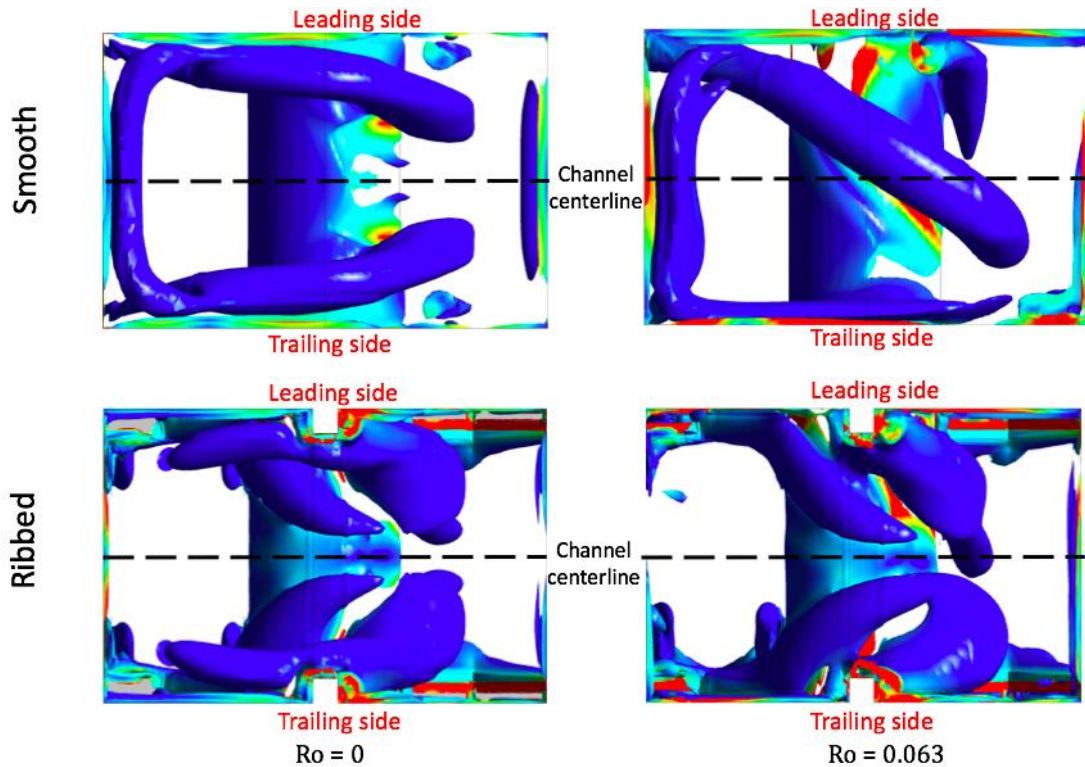 Leading side
Leading side
Smooth
Channel
centerline
Trailing side
Trailing side
Leading side
Leading side
Ribbed
Channel
centerline
Trailing side
Trailing side
Ro = 0
Ro = 0.063